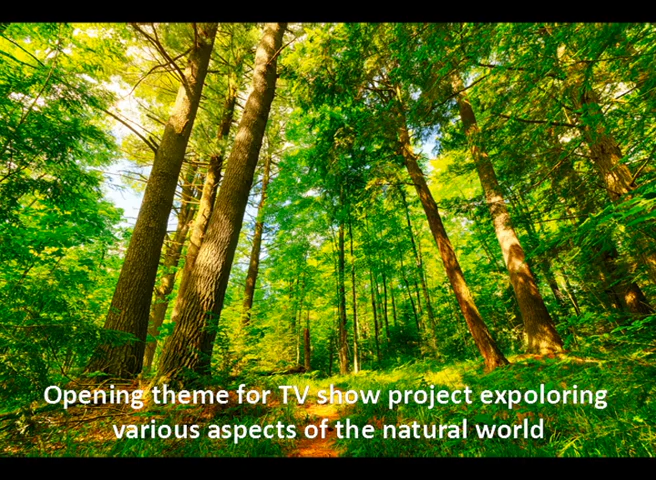 Opening theme for TV show project expoloring
various aspects of the natural world